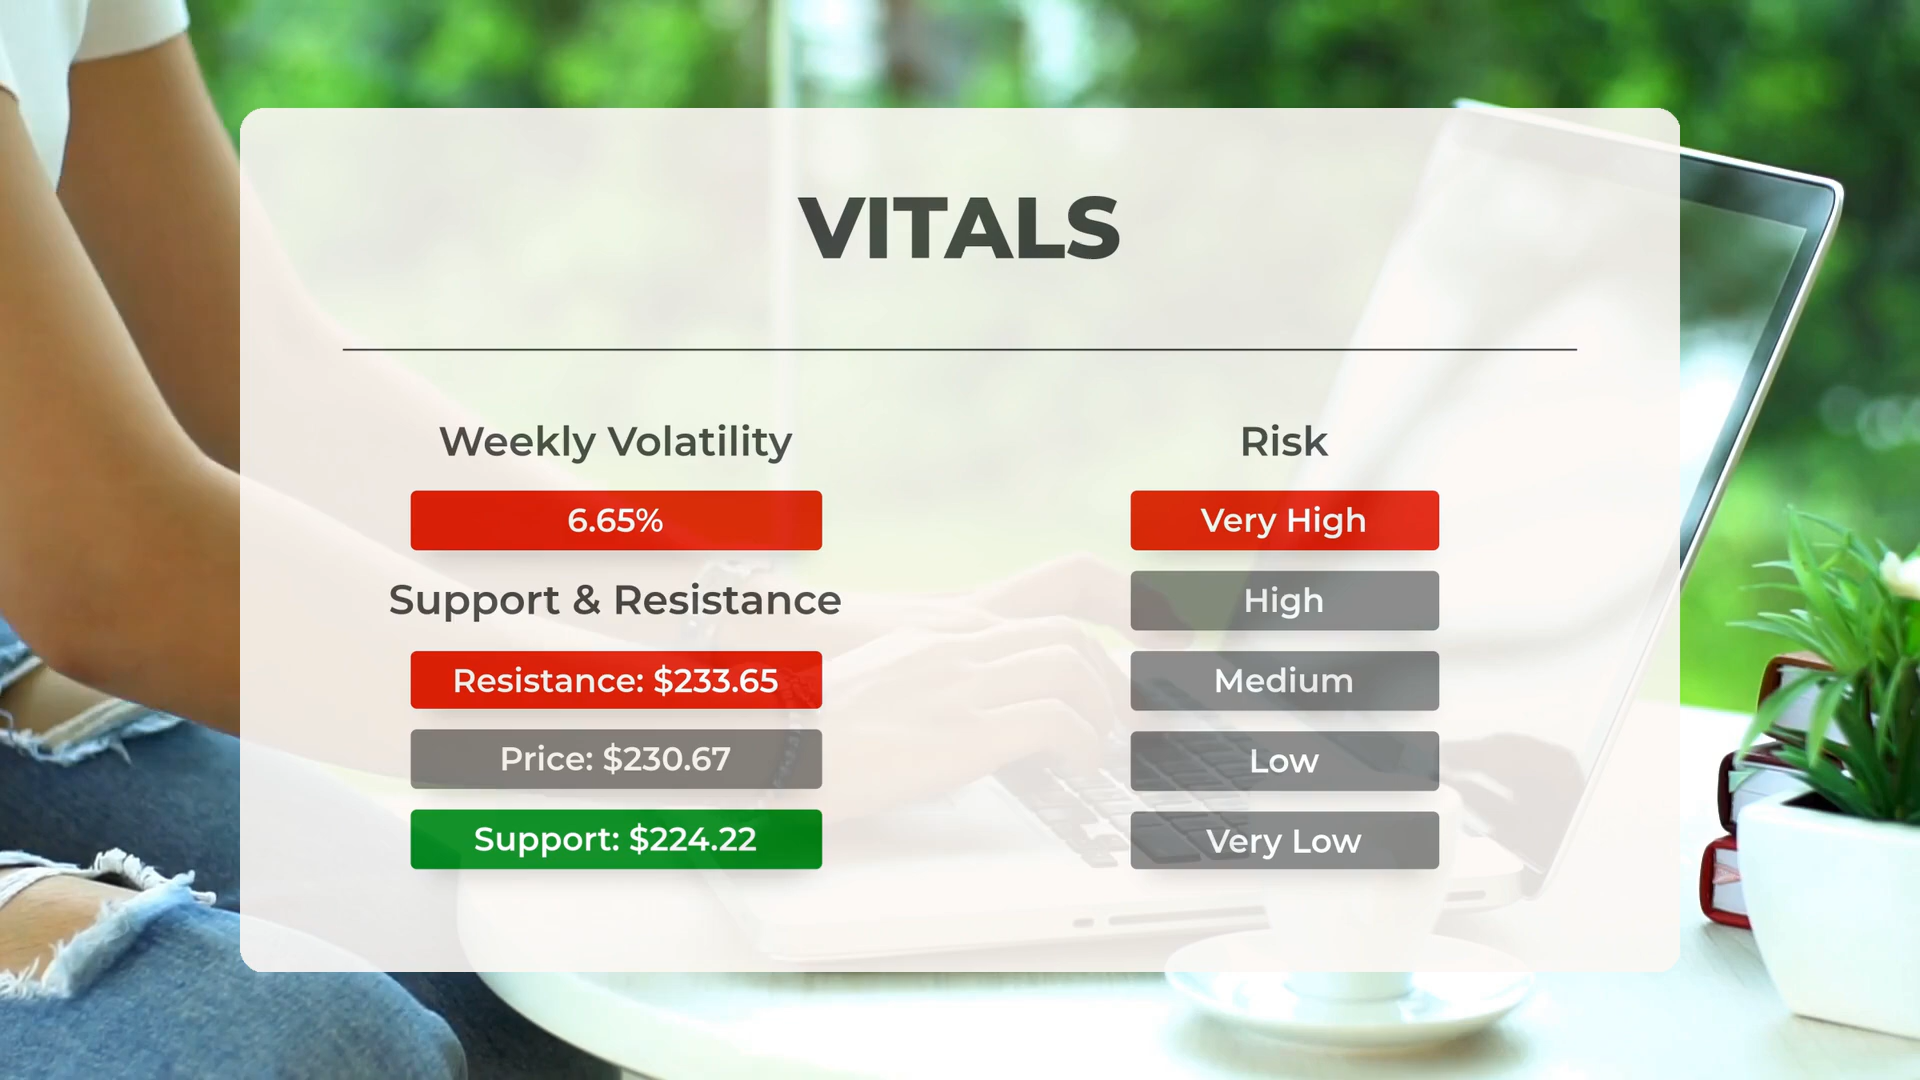 VITALS
Weekly Volatility
6.65%
Support & Resistance
Resistance: $233.65
Price: $230.67
Support: $224.22
Risk
Very High
High
Medium
Low
Very Low